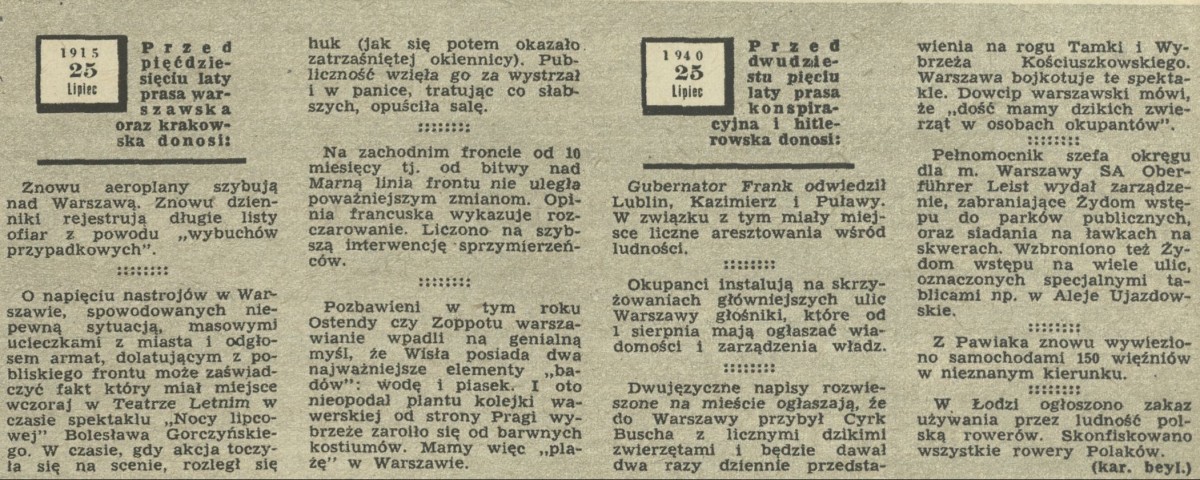 1915
25
Lipiec
Przed
pięćdzie-
sięciu laty
prasa war-
szawska
oraz krakow-
ska donosi:
Znowu aeroplany szybują
nad Warszawą. Znowu dzien-
niki rejestrują długie listy
ofiar z powodu „wybuchów
przypadkowych”.
::::::::
O napięciu nastrojów w War-
szawie, spowodowanych nie-
pewną sytuacją, masowymi
ucieczkami z miasta i odgło-
sem armat, dolatującym z po-
bliskiego frontu może zaświad-
czyć fakt który miał miejsce
wczoraj w Teatrze Letnim w
czasie spektaklu „Nocy lipco-
wej” Bolesława Gorczyńskie-
go. W czasie, gdy akcja toczy-
ła się na scenie, rozległ się
huk (jak się potem okazało
zatrzaśniętej okiennicy). Pub-
liczność wzięła go za wystrzał
i w panice, tratując co słab-
szych, opuściła salę.
::::::::
Na zachodnim froncie od 10
miesięcy tj. od bitwy nad
Marną linia frontu nie uległa
poważniejszym zmianom. Opi-
nia francuska wykazuje roz-
czarowanie. Liczono na szyb-
szą interwencję sprzymierzeń-
ców.
::::::::
Pozbawieni w tym roku
Ostendy czy Zoppotu warsza-
wianie wpadli na genialną
myśl, że Wisła posiada dwa
najważniejsze elementy „ba-
dów”: wodę i piasek. I oto
nieopodal plantu kolejki wa-
werskiej od strony Pragi wy-
brzeże zaroiło się od barwnych
kostiumów. Mamy więc „pla-
żę” w Warszawie.
1940
25
Lipiec
Przed
dwudzie-
stu pięciu
laty prasa
konspira-
cyjna i hitle-
rowska donosi:
Gubernator Frank odwiedził
Lublin, Kazimierz i Puławy.
W związku z tym miały miej-
sce liczne aresztowania wśród
ludności.
::::::::
Okupanci instalują na skrzy-
żowaniach główniejszych ulic
Warszawy głośniki, które od
1 sierpnia mają ogłaszać wia-
domości i zarządzenia władz.
::::::::
Dwujęzyczne napisy rozwie-
szone na mieście ogłaszają, że
do Warszawy przybył Cyrk
Buscha z licznymi dzikimi
zwierzętami i będzie dawał
dwa razy dziennie przedsta-
wienia na rogu Tamki i Wy-
brzeża Kościuszkowskiego.
Warszawa bojkotuje te spekta-
kle. Dowcip warszawski mówi,
że „dość mamy dzikich zwie-
rząt w osobach okupantów”.
::::::::
Pełnomocnik szefa okręgu
dla m. Warszawy SA Ober-
führer Leist wydał zarządze-
nie, zabraniające Żydom wstę-
pu do parków publicznych,
oraz siadania na ławkach na
skwerach. Wzbroniono też Ży-
dom wstępu na wiele ulic,
oznaczonych specjalnymi ta-
blicami np. w Aleje Ujazdow-
skie.
::::::::
Z Pawiaka znowu wywiezio-
no samochodami 150 więźniów
w nieznanym kierunku.
::::::::
W Łodzi ogłoszono zakaz
używania przez ludność pol-
ską rowerów. Skonfiskowano
wszystkie rowery Polaków.
(kar. beyl.)